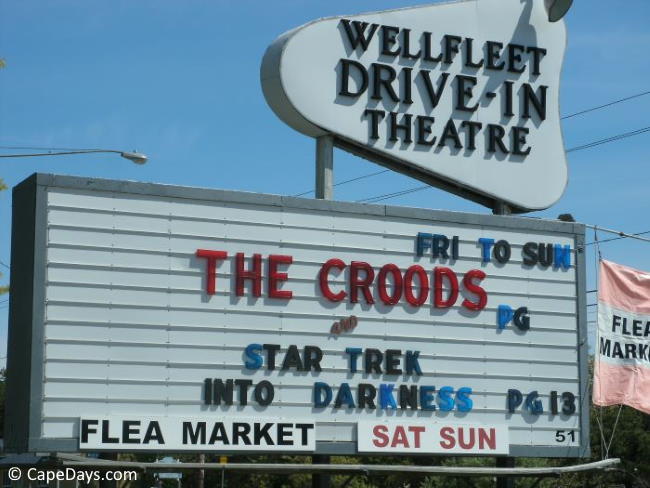 WELLFLEET
DRIVE-IN
THEATRE
FRI TO SUN
THE CROODS
PG
AND
STAR TREK
INTO DARKNESS PG13
FLEA MARKET SAT SUN 51
FLEA
MARK
© CapeDays.com